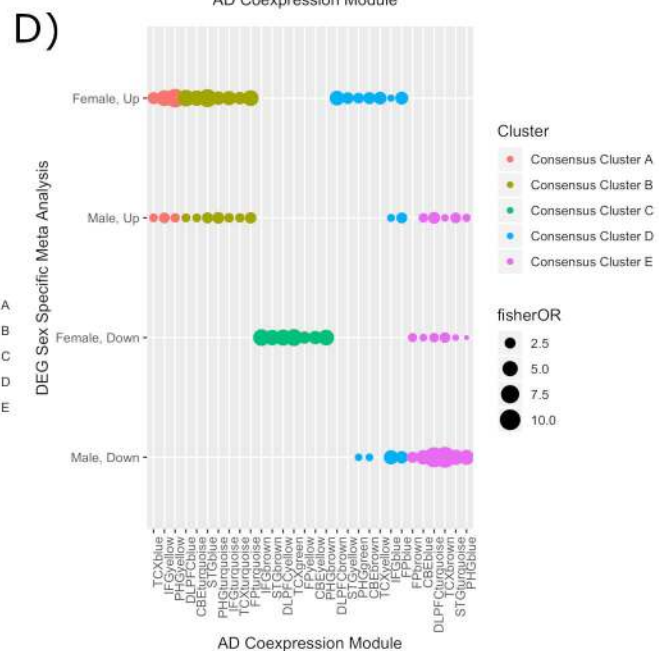 AD Coexpression Module
D)
DEG Sex Specific Meta Analysis
Female, Up
Male, Up
Female, Down
Male, Down
A
B
C
D
E
Cluster
Consensus Cluster A
Consensus Cluster B
Consensus Cluster C
Consensus Cluster D
Consensus Cluster E
fisherOR
2.5
5.0
7.5
10.0
TCXblue
IFGyellow
PHGyellow
DLPFCblue
CBEturquoise
STGblue
PHGturquoise
IFGturquoise
TCXturquoise
FPturquoise
IFGbrown
STGbrown
DLPFCyellow
TCXgreen
FPyellow
CBEyellow
PHGbrown
DLPFCbrown
STGyellow
PHGgreen
CBEbrown
TCXyellow
IFGblue
FPblue
FPbrown
CBEblue
DLPFCturquoise
TCXbrown
STGturquoise
PHGblue
AD Coexpression Module